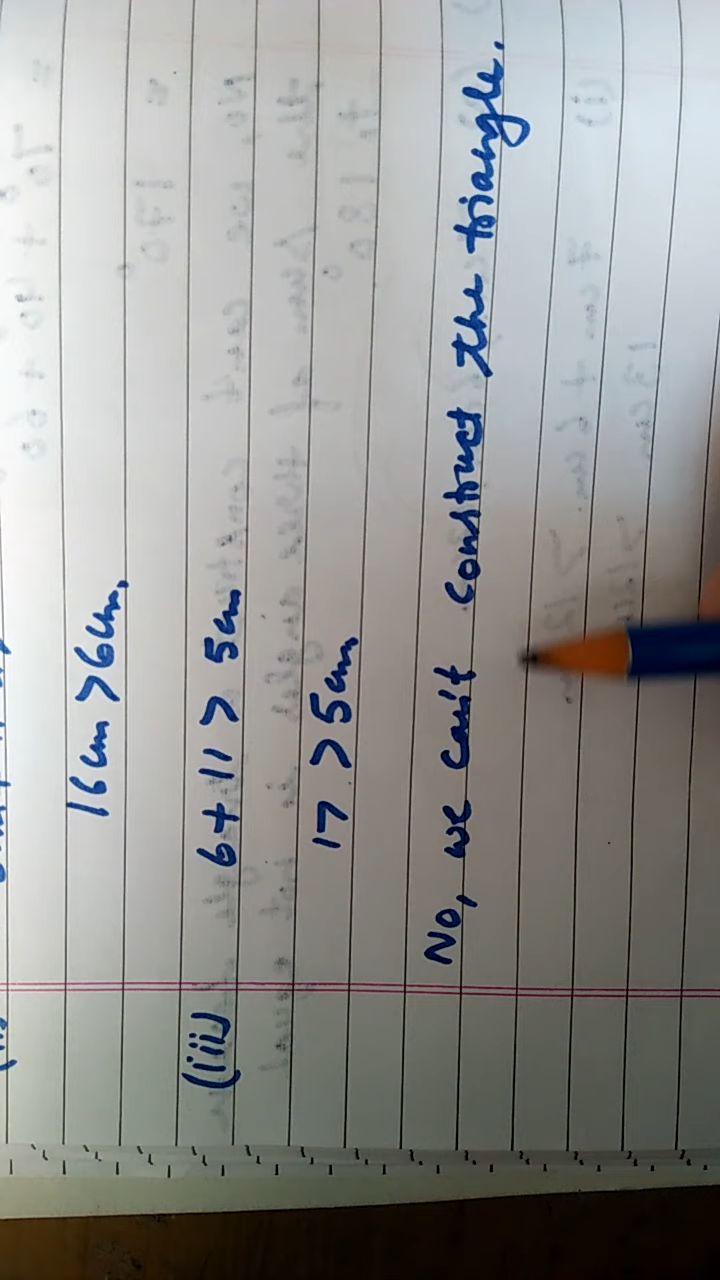 16cm > 6cm.
(iii) 6 + 11 > 5cm
17 > 5cm.
No, we can't construct the triangle.